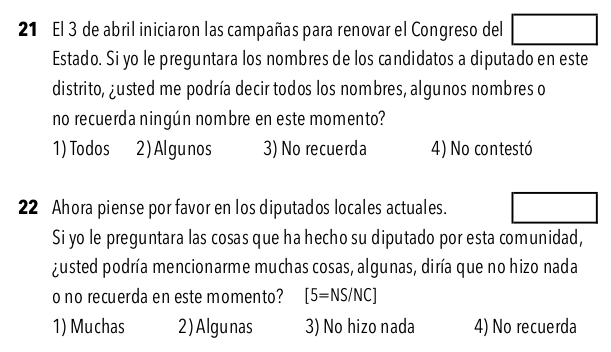 21 El 3 de abril iniciaron las campañas para renovar el Congreso del
Estado. Si yo le preguntara los nombres de los candidatos a diputado en este
distrito, ¿usted me podría decir todos los nombres, algunos nombres o
no recuerda ningún nombre en este momento?
1) Todos 2) Algunos 3) No recuerda 4) No contestó
22 Ahora piense por favor en los diputados locales actuales.
Si yo le preguntara las cosas que ha hecho su diputado por esta comunidad,
¿usted podría mencionarme muchas cosas, algunas, diría que no hizo nada
o no recuerda en este momento? [5=NS/NC]
1) Muchas 2) Algunas 3) No hizo nada 4) No recuerda